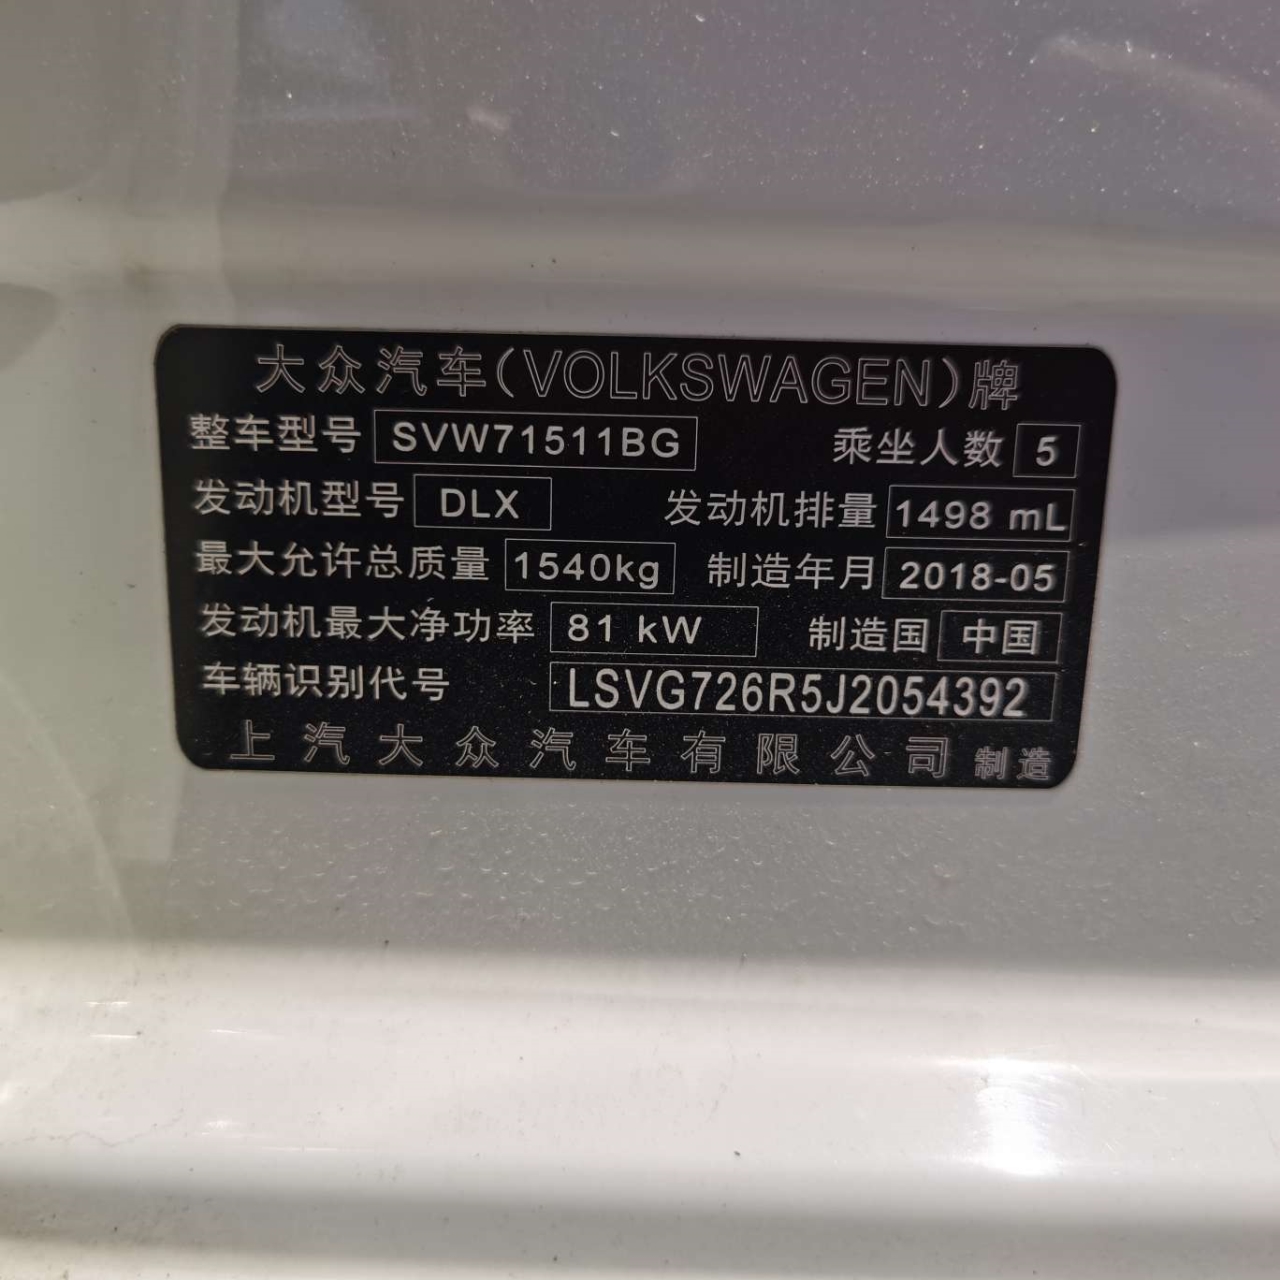 大众汽车(VOLKSWAGEN)牌
整车型号 SVW71511BG 乘坐人数 5
发动机型号 DLX 发动机排量 1498 mL
最大允许总质量 1540kg 制造年月 2018-05
发动机最大净功率 81 kW 制造国 中国
车辆识别代号 LSVG726R5J2054392
上汽大众汽车有限公司 制造